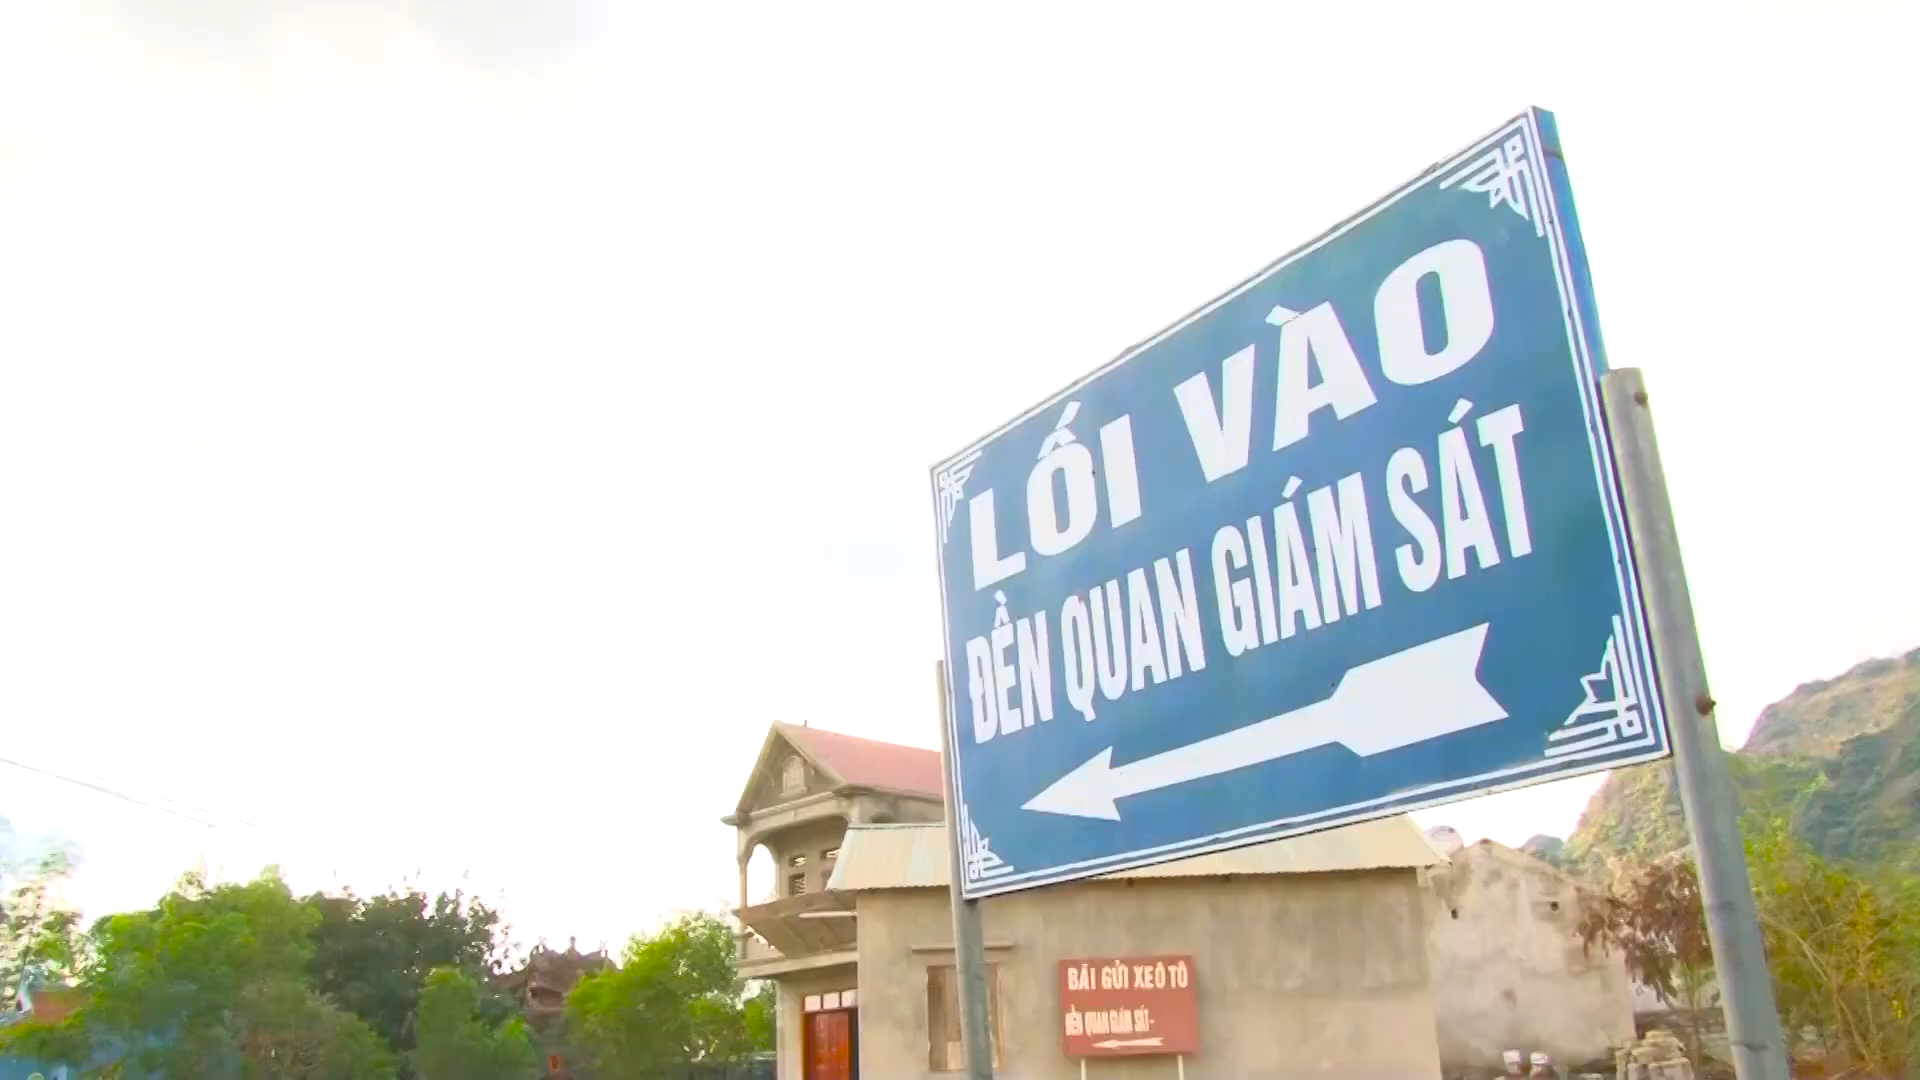 LỐI VÀO
ĐỀN QUAN GIÁM SÁT
BÃI GỬI XE Ô TÔ
ĐỀN QUAN GIÁM SÁT